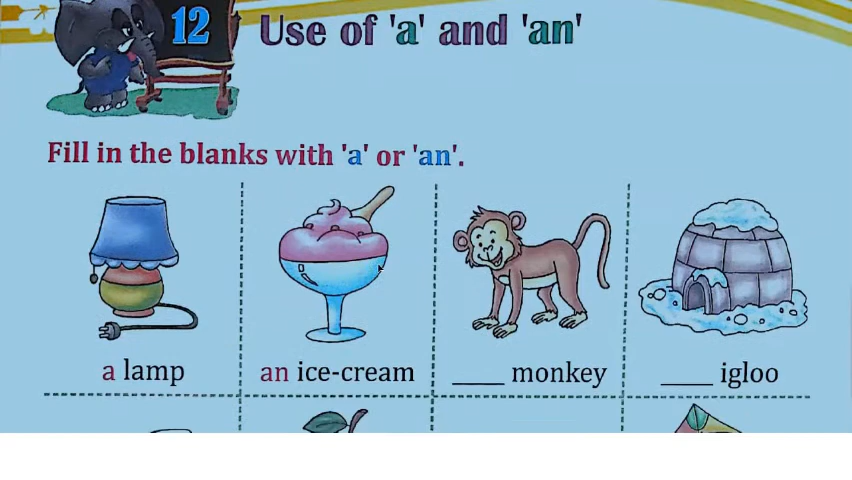 12
Use of 'a' and 'an'
Fill in the blanks with 'a' or 'an'.
a lamp
an ice-cream
____ monkey
____ igloo